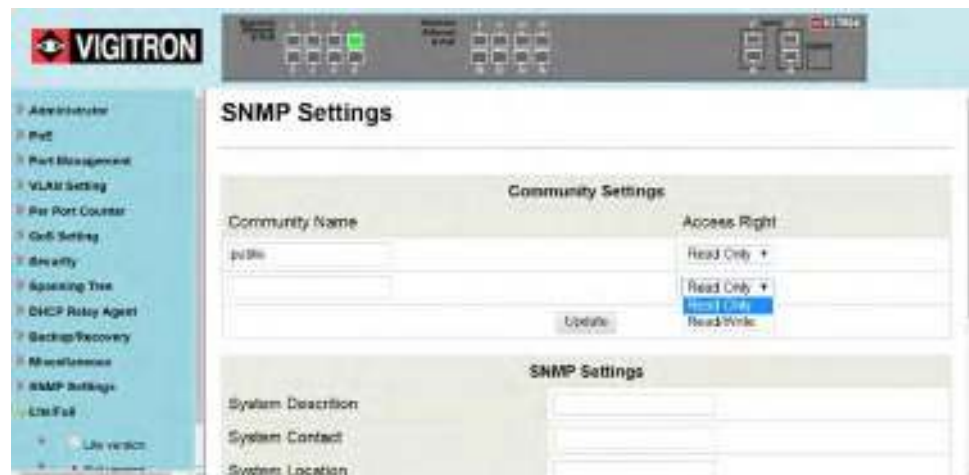 VIGITRON
Administrator
PoE
Port Management
VLAN Setting
Per Port Counter
QoS Setting
Security
Spanning Tree
DHCP Relay Agent
Backup/Recovery
Miscellaneous
SNMP Settings
Lite/Full
Lite version
SNMP Settings
Community Settings
Community Name
Access Right
public
Read Only
Read Only
Read Only
Read/Write
Update
SNMP Settings
System Descrition
System Contact
System Location